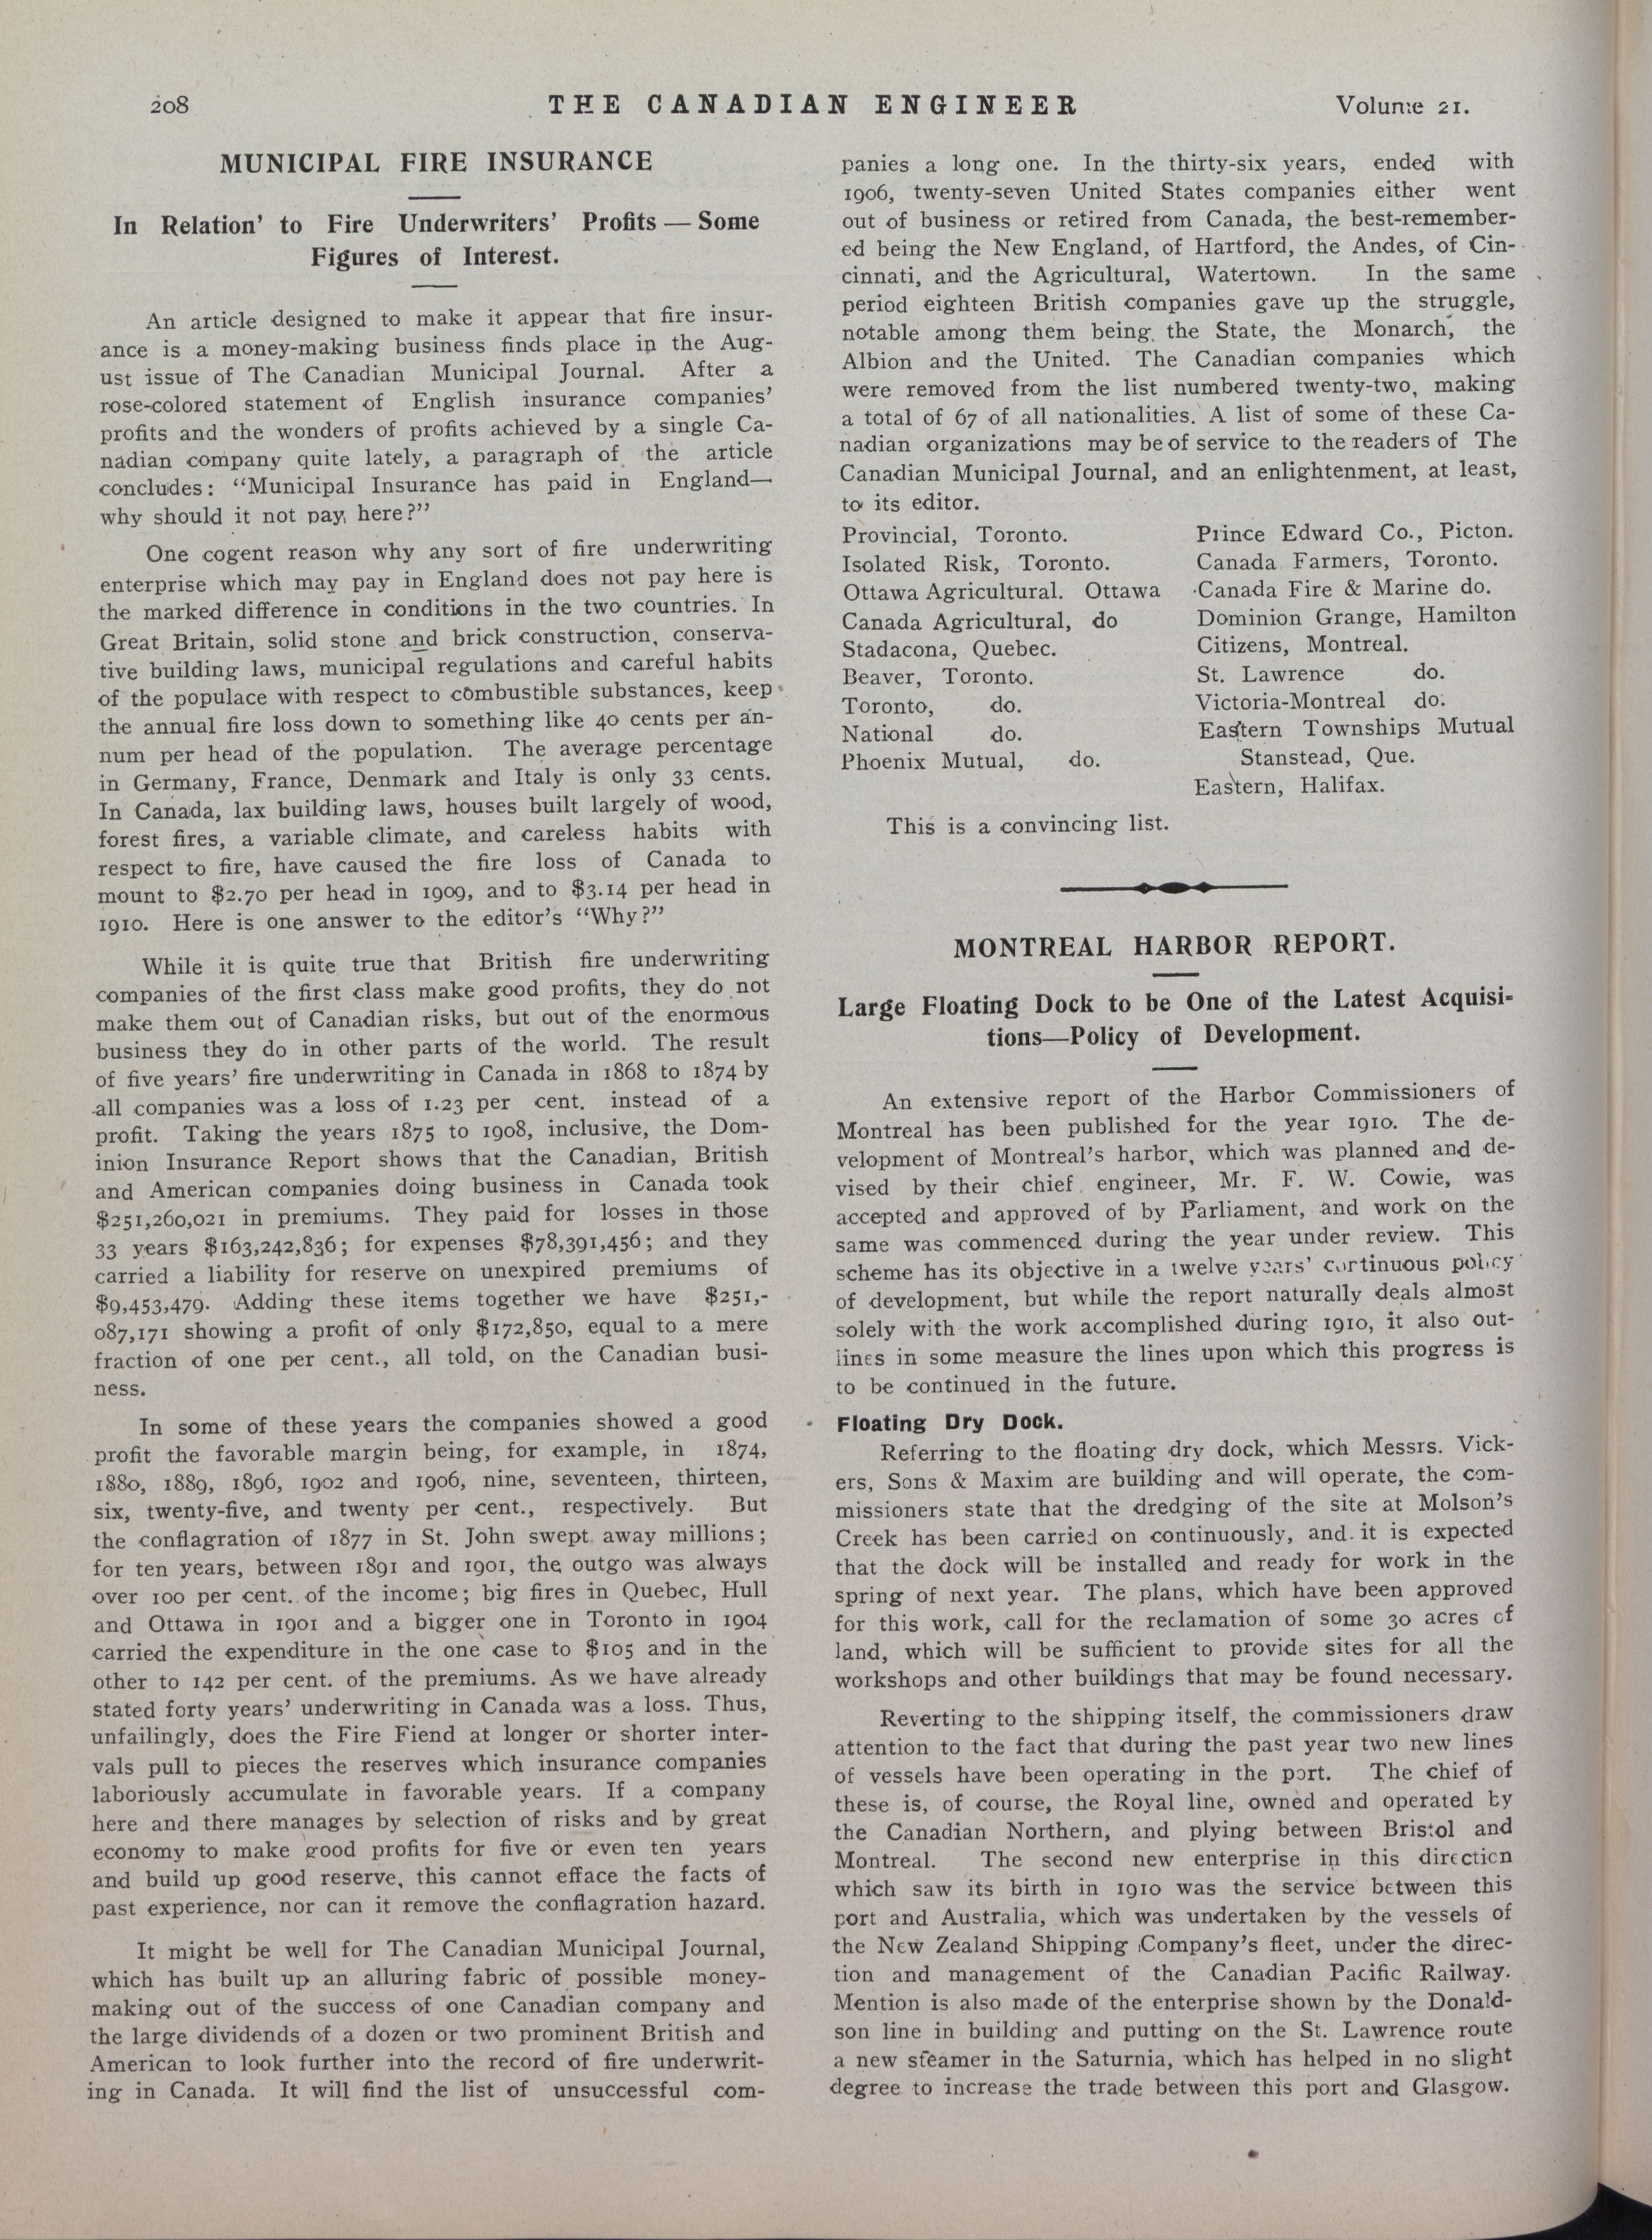 208
THE CANADIAN ENGINEER
Volume 21.
MUNICIPAL FIRE INSURANCE
In Relation' to Fire Underwriters' Profits — Some
Figures of Interest.
An article designed to make it appear that fire insur-
ance is a money-making business finds place in the Aug-
ust issue of The Canadian Municipal Journal. After a
rose-colored statement of English insurance companies'
profits and the wonders of profits achieved by a single Ca-
nadian company quite lately, a paragraph of the article
concludes: "Municipal Insurance has paid in England—
why should it not pay, here?"
One cogent reason why any sort of fire underwriting
enterprise which may pay in England does not pay here is
the marked difference in conditions in the two countries. In
Great Britain, solid stone and brick construction, conserva-
tive building laws, municipal regulations and careful habits
of the populace with respect to combustible substances, keep
the annual fire loss down to something like 40 cents per an-
num per head of the population. The average percentage
in Germany, France, Denmark and Italy is only 33 cents.
In Canada, lax building laws, houses built largely of wood,
forest fires, a variable climate, and careless habits with
respect to fire, have caused the fire loss of Canada to
mount to $2.70 per head in 1909, and to $3.14 per head in
1910. Here is one answer to the editor's "Why?"
While it is quite true that British fire underwriting
companies of the first class make good profits, they do not
make them out of Canadian risks, but out of the enormous
business they do in other parts of the world. The result
of five years' fire underwriting in Canada in 1868 to 1874 by
all companies was a loss of 1.23 per cent. instead of a
profit. Taking the years 1875 to 1908, inclusive, the Dom-
inion Insurance Report shows that the Canadian, British
and American companies doing business in Canada took
$251,260,021 in premiums. They paid for losses in those
33 years $163,242,836; for expenses $78,391,456; and they
carried a liability for reserve on unexpired premiums of
$9,453,479. Adding these items together we have $251,-
087,171 showing a profit of only $172,850, equal to a mere
fraction of one per cent., all told, on the Canadian busi-
ness.
In some of these years the companies showed a good
profit the favorable margin being, for example, in 1874,
1880, 1889, 1896, 1902 and 1906, nine, seventeen, thirteen,
six, twenty-five, and twenty per cent., respectively. But
the conflagration of 1877 in St. John swept away millions;
for ten years, between 1891 and 1901, the outgo was always
over 100 per cent. of the income; big fires in Quebec, Hull
and Ottawa in 1901 and a bigger one in Toronto in 1904
carried the expenditure in the one case to $105 and in the
other to 142 per cent. of the premiums. As we have already
stated forty years' underwriting in Canada was a loss. Thus,
unfailingly, does the Fire Fiend at longer or shorter inter-
vals pull to pieces the reserves which insurance companies
laboriously accumulate in favorable years. If a company
here and there manages by selection of risks and by great
economy to make good profits for five or even ten years
and build up good reserve, this cannot efface the facts of
past experience, nor can it remove the conflagration hazard.
It might be well for The Canadian Municipal Journal,
which has built up an alluring fabric of possible money-
making out of the success of one Canadian company and
the large dividends of a dozen or two prominent British and
American to look further into the record of fire underwrit-
ing in Canada. It will find the list of unsuccessful com-
panies a long one. In the thirty-six years, ended with
1906, twenty-seven United States companies either went
out of business or retired from Canada, the best-remember-
ed being the New England, of Hartford, the Andes, of Cin-
cinnati, and the Agricultural, Watertown. In the same
period eighteen British companies gave up the struggle,
notable among them being the State, the Monarch, the
Albion and the United. The Canadian companies which
were removed from the list numbered twenty-two, making
a total of 67 of all nationalities. A list of some of these Ca-
nadian organizations may be of service to the readers of The
Canadian Municipal Journal, and an enlightenment, at least,
to its editor.
Provincial, Toronto.
Isolated Risk, Toronto.
Ottawa Agricultural. Ottawa
Canada Agricultural, do
Stadacona, Quebec.
Beaver, Toronto.
Toronto, do.
National do.
Phoenix Mutual, do.
Prince Edward Co., Picton.
Canada Farmers, Toronto.
Canada Fire & Marine do.
Dominion Grange, Hamilton
Citizens, Montreal.
St. Lawrence do.
Victoria-Montreal do.
Eastern Townships Mutual
Stanstead, Que.
Eastern, Halifax.
This is a convincing list.
MONTREAL HARBOR REPORT.
Large Floating Dock to be One of the Latest Acquisi-
tions—Policy of Development.
An extensive report of the Harbor Commissioners of
Montreal has been published for the year 1910. The de-
velopment of Montreal's harbor, which was planned and de-
vised by their chief engineer, Mr. F. W. Cowie, was
accepted and approved of by Parliament, and work on the
same was commenced during the year under review. This
scheme has its objective in a twelve years' continuous policy
of development, but while the report naturally deals almost
solely with the work accomplished during 1910, it also out-
lines in some measure the lines upon which this progress is
to be continued in the future.
Floating Dry Dock.
Referring to the floating dry dock, which Messrs. Vick-
ers, Sons & Maxim are building and will operate, the com-
missioners state that the dredging of the site at Molson's
Creek has been carried on continuously, and it is expected
that the dock will be installed and ready for work in the
spring of next year. The plans, which have been approved
for this work, call for the reclamation of some 30 acres of
land, which will be sufficient to provide sites for all the
workshops and other buildings that may be found necessary.
Reverting to the shipping itself, the commissioners draw
attention to the fact that during the past year two new lines
of vessels have been operating in the port. The chief of
these is, of course, the Royal line, owned and operated by
the Canadian Northern, and plying between Bristol and
Montreal. The second new enterprise in this direction
which saw its birth in 1910 was the service between this
port and Australia, which was undertaken by the vessels of
the New Zealand Shipping Company's fleet, under the direc-
tion and management of the Canadian Pacific Railway.
Mention is also made of the enterprise shown by the Donald-
son line in building and putting on the St. Lawrence route
a new steamer in the Saturnia, which has helped in no slight
degree to increase the trade between this port and Glasgow.